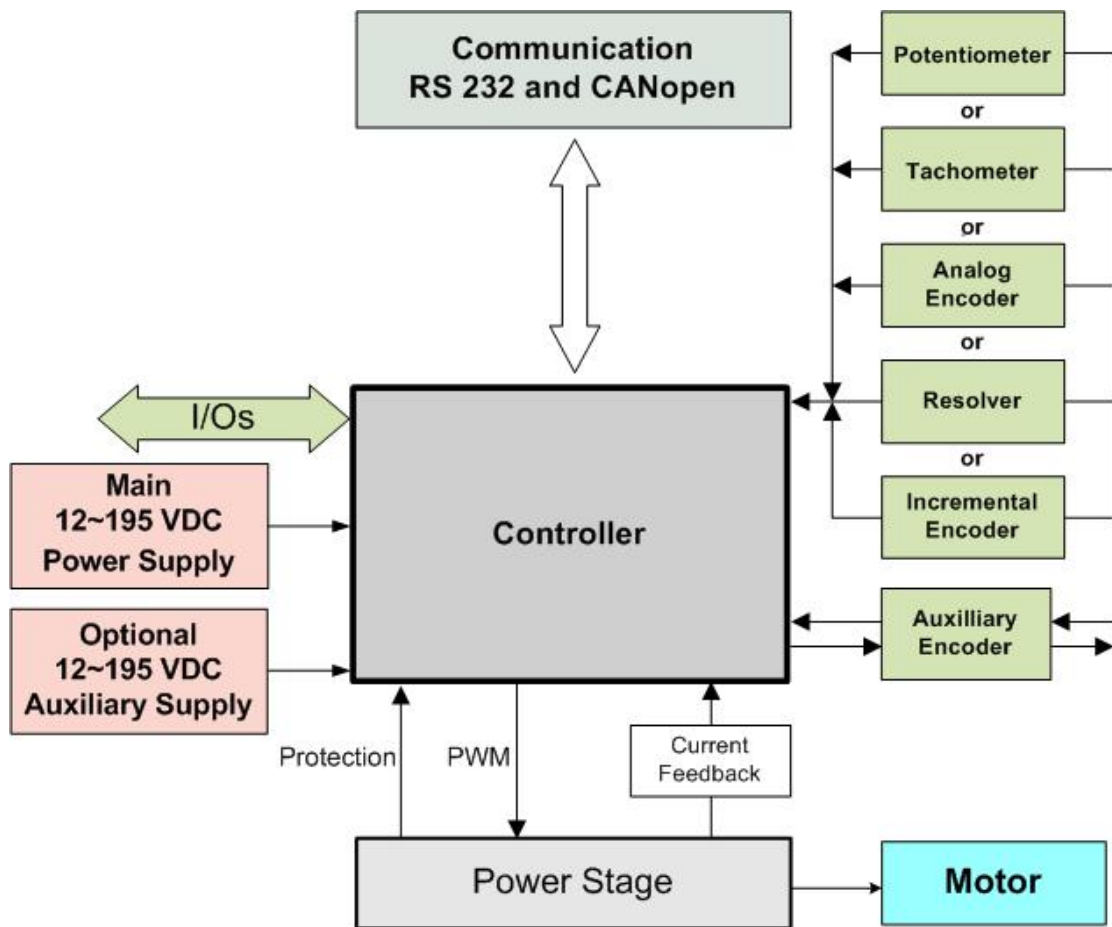 Communication
RS 232 and CANopen
Potentiometer
or
Tachometer
or
Analog
Encoder
or
Resolver
or
Incremental
Encoder
Auxilliary
Encoder
I/Os
Main
12~195 VDC
Power Supply
Optional
12~195 VDC
Auxiliary Supply
Controller
Protection
PWM
Current
Feedback
Power Stage
Motor